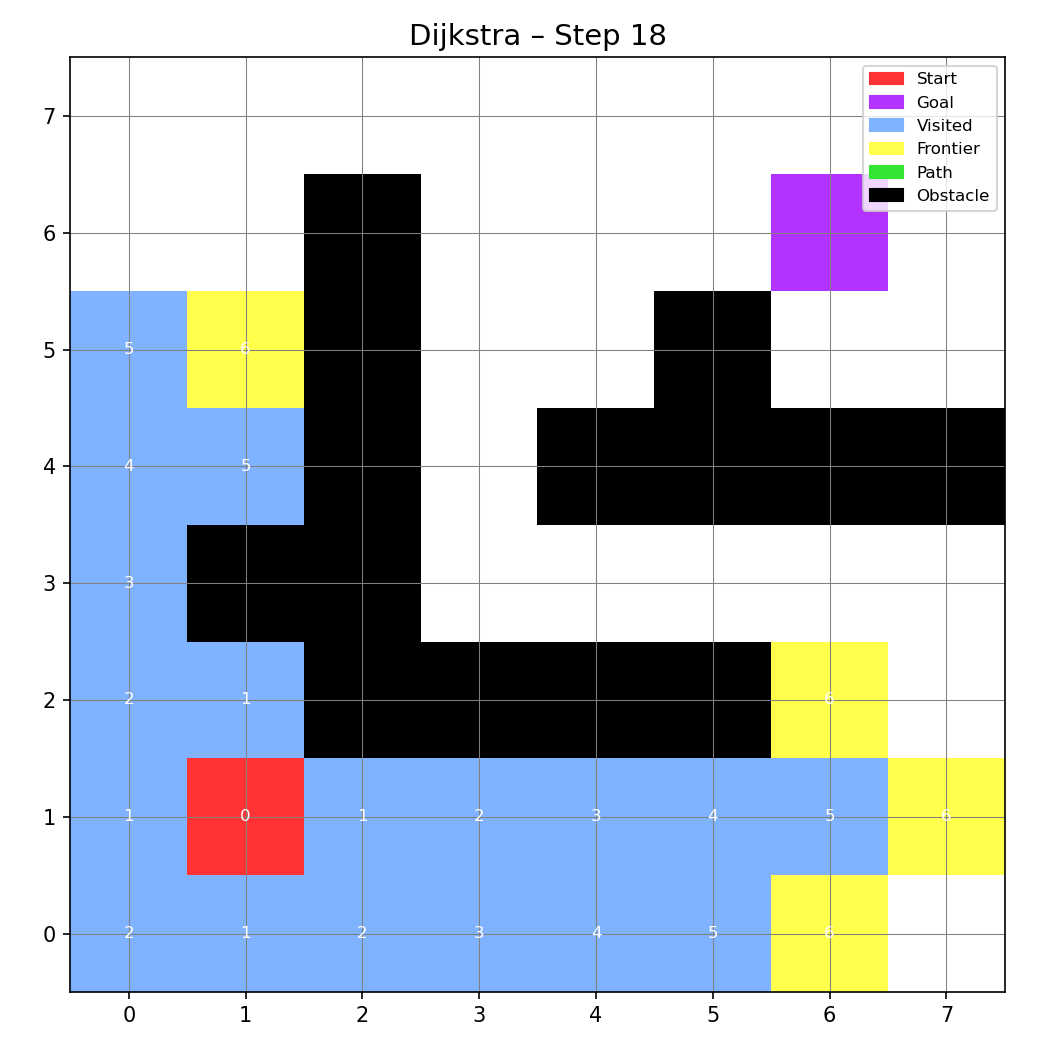 Dijkstra – Step 18
Start
Goal
Visited
Frontier
Path
Obstacle
7
6
5 5 6
4 4 5
3 3
2 2 1 6
1 1 0 1 2 3 4 5 6
0 2 1 2 3 4 5 6
0 1 2 3 4 5 6 7